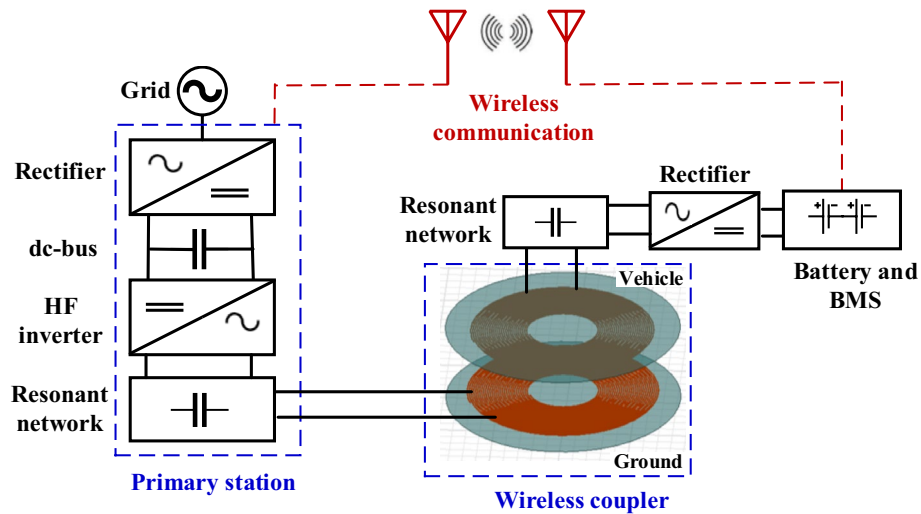 Grid
Wireless
communication
Rectifier
dc-bus
HF
inverter
Resonant
network
Primary station
Resonant
network
Rectifier
Battery and
BMS
Vehicle
Ground
Wireless coupler